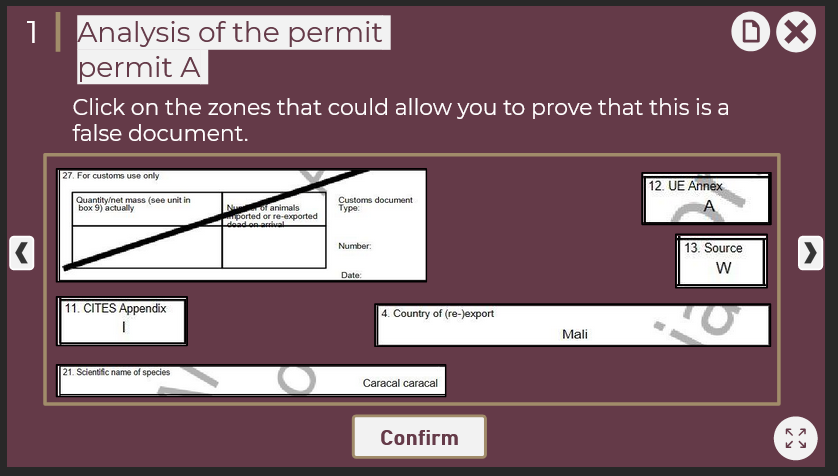 1
Analysis of the permit
permit A
Click on the zones that could allow you to prove that this is a
false document.
27. For customs use only
Quantity/net mass (see unit in
box 9) actually
of animals
imported or re-exported
dead on arrival
Customs document
Type:
Number:
Date:
12. UE Annex
A
13. Source
W
11. CITES Appendix
I
4. Country of (re-)export
Mali
21. Scientific name of species
Caracal caracal
Confirm